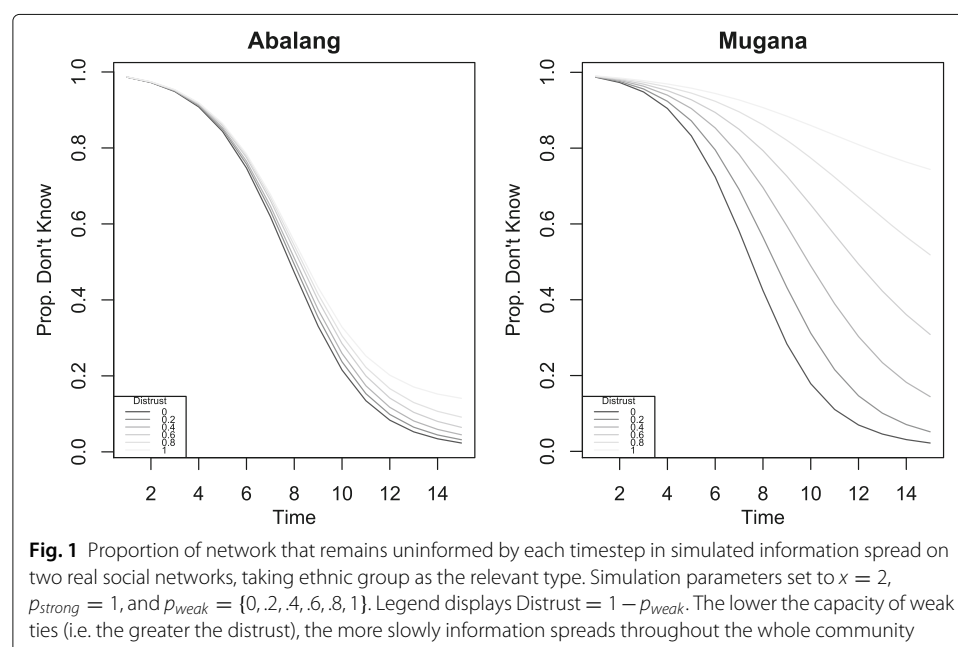 Abalang
Mugana
Prop. Don't Know
1.0
0.8
0.6
0.4
0.2
0.0
Distrust
0
0.2
0.4
0.6
0.8
1
2 4 6 8 10 12 14
Time
Prop. Don't Know
1.0
0.8
0.6
0.4
0.2
0.0
Distrust
0
0.2
0.4
0.6
0.8
1
2 4 6 8 10 12 14
Time
Fig. 1 Proportion of network that remains uninformed by each timestep in simulated information spread on
two real social networks, taking ethnic group as the relevant type. Simulation parameters set to x = 2,
pstrong = 1, and pweak = {0, .2, .4, .6, .8, 1}. Legend displays Distrust = 1 − pweak. The lower the capacity of weak
ties (i.e. the greater the distrust), the more slowly information spreads throughout the whole community